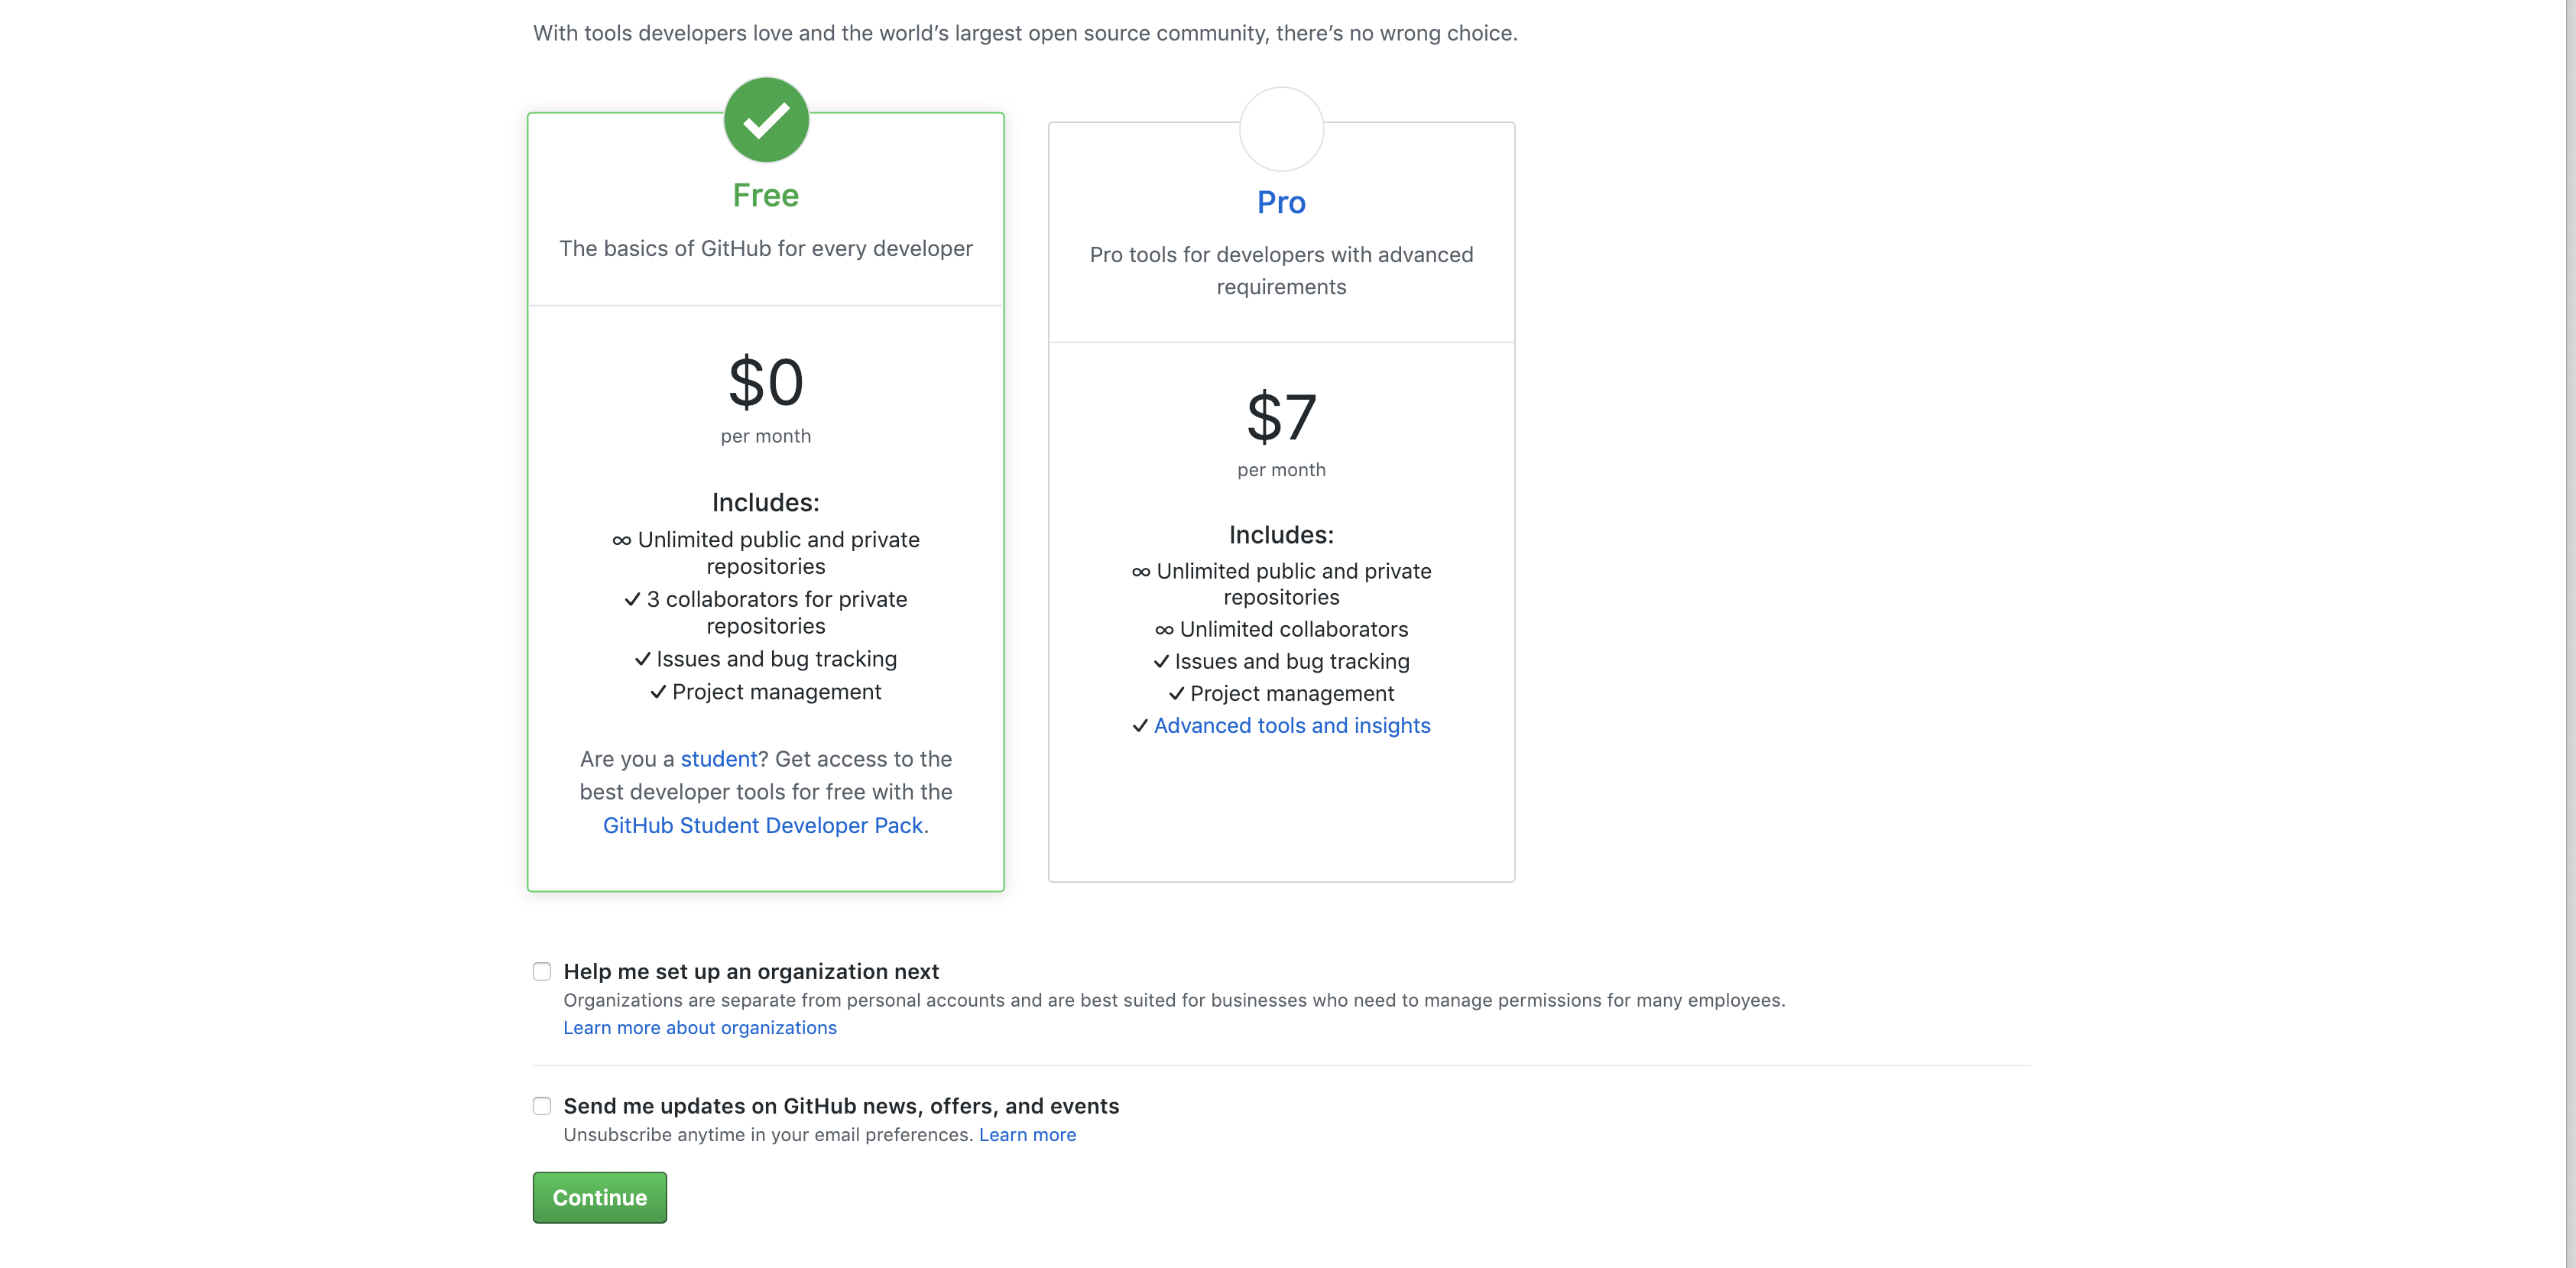 With tools developers love and the world’s largest open source community, there’s no wrong choice.
Free
The basics of GitHub for every developer
$0
per month
Includes:
∞ Unlimited public and private
repositories
✓ 3 collaborators for private
repositories
✓ Issues and bug tracking
✓ Project management
Are you a student? Get access to the
best developer tools for free with the
GitHub Student Developer Pack.
Pro
Pro tools for developers with advanced
requirements
$7
per month
Includes:
∞ Unlimited public and private
repositories
∞ Unlimited collaborators
✓ Issues and bug tracking
✓ Project management
✓ Advanced tools and insights
Help me set up an organization next
Organizations are separate from personal accounts and are best suited for businesses who need to manage permissions for many employees.
Learn more about organizations
Send me updates on GitHub news, offers, and events
Unsubscribe anytime in your email preferences. Learn more
Continue